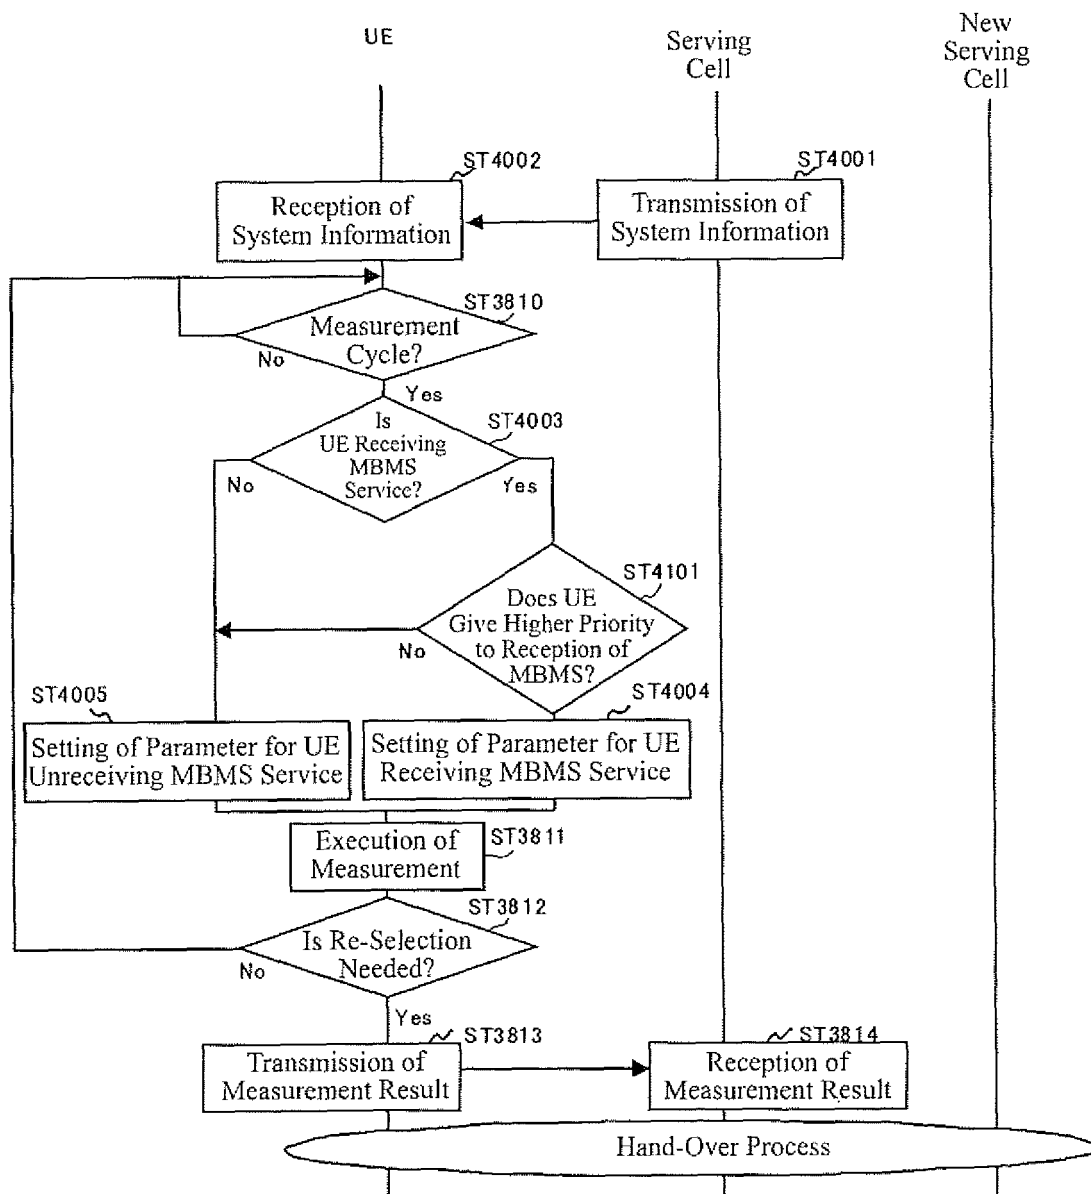 UE
Serving
Cell
New
Serving
Cell
ST4002
ST4001
Reception of
System Information
Transmission of
System Information
ST3810
Measurement
Cycle?
No
Yes
ST4003
Is
UE Receiving
MBMS
Service?
No
Yes
ST4101
Does UE
Give Higher Priority
to Reception of
MBMS?
No
ST4005
ST4004
Setting of Parameter for UE
Unreceiving MBMS Service
Setting of Parameter for UE
Receiving MBMS Service
Execution of
Measurement
ST3811
ST3812
Is Re-Selection
Needed?
No
Yes
ST3813
ST3814
Transmission of
Measurement Result
Reception of
Measurement Result
Hand-Over Process